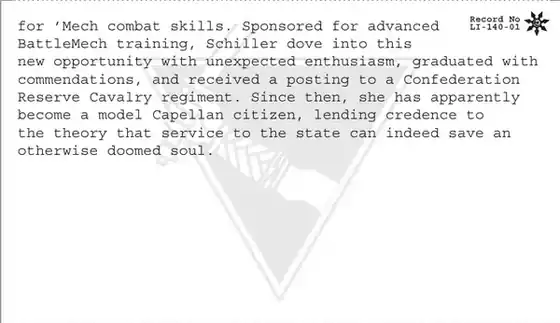 for ’Mech combat skills. Sponsored for advanced
BattleMech training, Schiller dove into this
new opportunity with unexpected enthusiasm, graduated with
commendations, and received a posting to a Confederation
Reserve Cavalry regiment. Since then, she has apparently
become a model Capellan citizen, lending credence to
the theory that service to the state can indeed save an
otherwise doomed soul.
Record No
LI-140-01